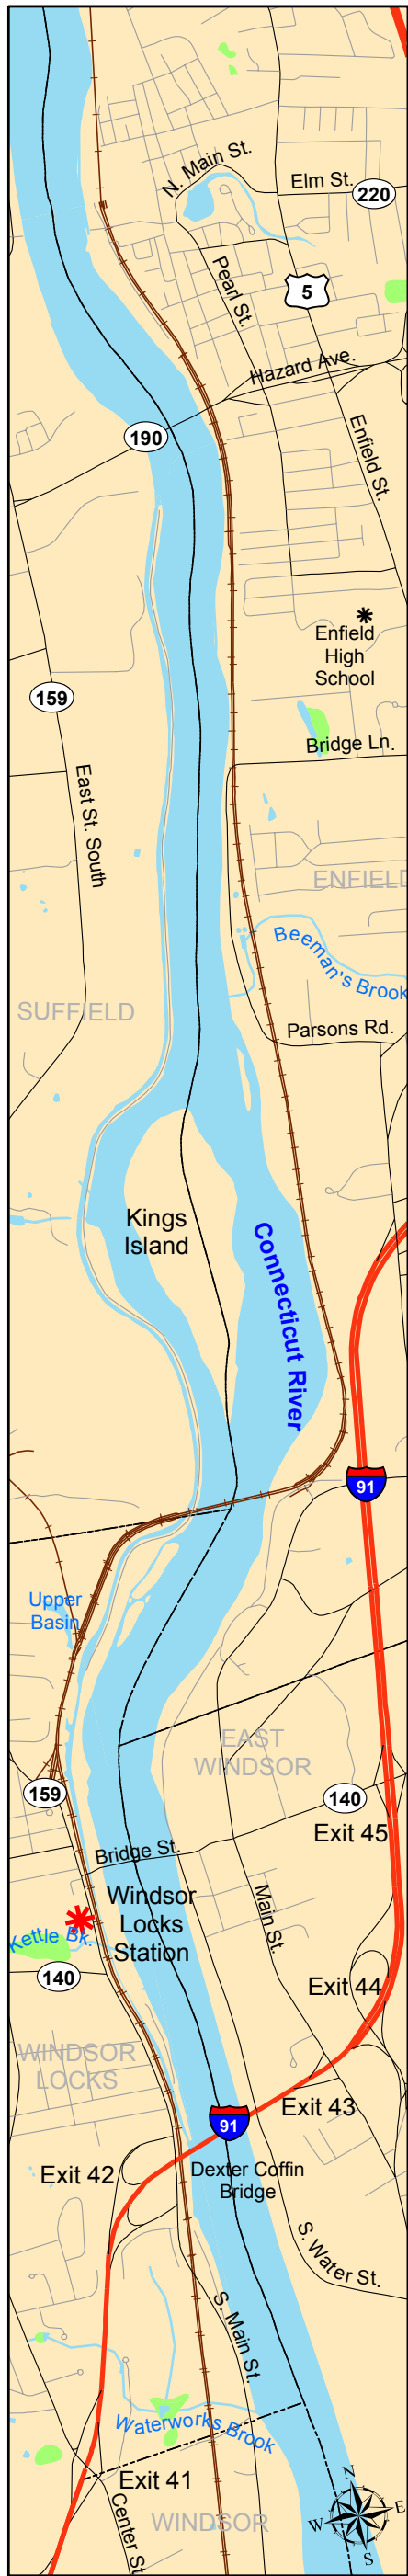 N. Main St.
Elm St.
220
Pearl St.
5
Hazard Ave.
190
Enfield St.
Enfield
High
School
159
Bridge Ln.
East St. South
ENFIELD
Beeman's Brook
SUFFIELD
Parsons Rd.
Kings
Island
Connecticut River
91
Upper
Basin
EAST
WINDSOR
159
140
Exit 45
Bridge St.
Main St.
Windsor
Locks
Station
Kettle Bk.
140
Exit 44
WINDSOR
LOCKS
Exit 43
91
Exit 42
Dexter Coffin
Bridge
S. Water St.
S. Main St.
Waterworks Brook
Exit 41
Center St.
WINDSOR
N
W
E
S